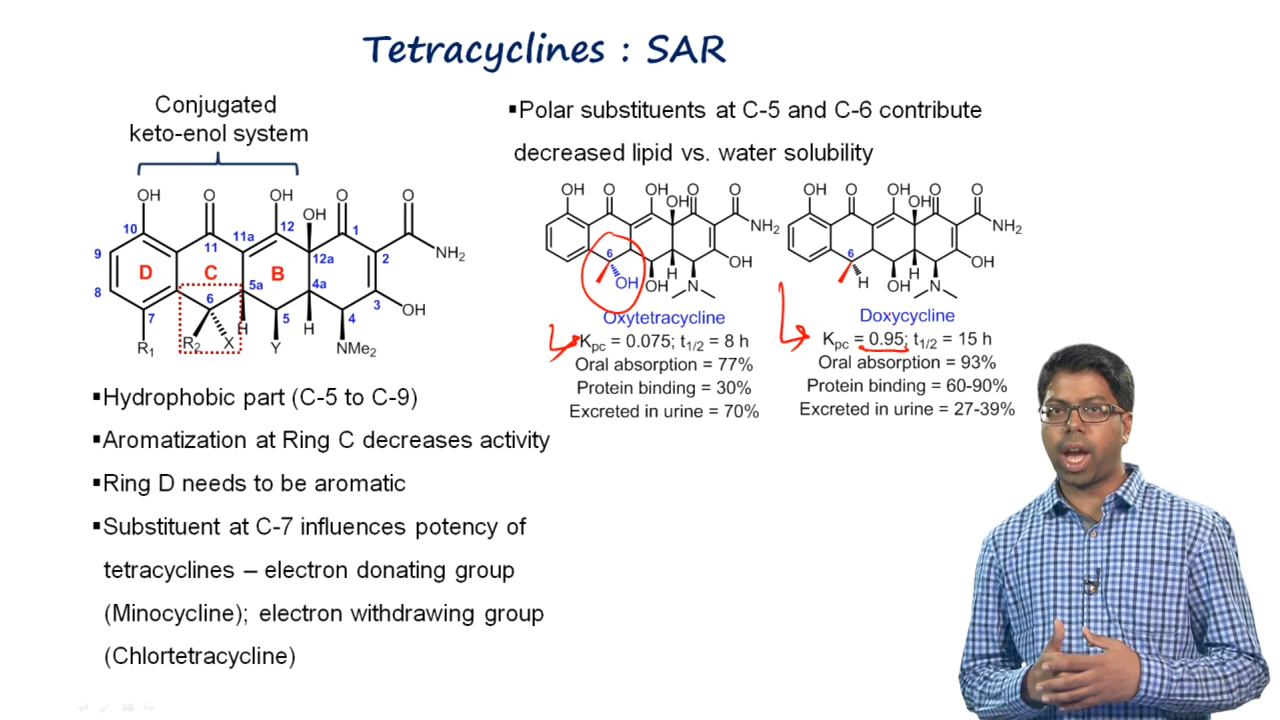 Tetracyclines : SAR
Conjugated
keto-enol system
OH O OH OH O O
10 11 11a 12 12a 1 2
NH₂
9 D C B
8 7 6 5a 5 4a 4 3 OH
H H
R₁ R₂ X Y NMe₂
▪Hydrophobic part (C-5 to C-9)
▪Aromatization at Ring C decreases activity
▪Ring D needs to be aromatic
▪Substituent at C-7 influences potency of
tetracyclines – electron donating group
(Minocycline); electron withdrawing group
(Chlortetracycline)
▪Polar substituents at C-5 and C-6 contribute
decreased lipid vs. water solubility
OH O OH OH O O
NH₂
6 H OH
OH OH N
Oxytetracycline
Kpc = 0.075; t1/2 = 8 h
Oral absorption = 77%
Protein binding = 30%
Excreted in urine = 70%
OH O OH OH O O
NH₂
6 H H OH
OH N
Doxycycline
Kpc = 0.95; t1/2 = 15 h
Oral absorption = 93%
Protein binding = 60-90%
Excreted in urine = 27-39%